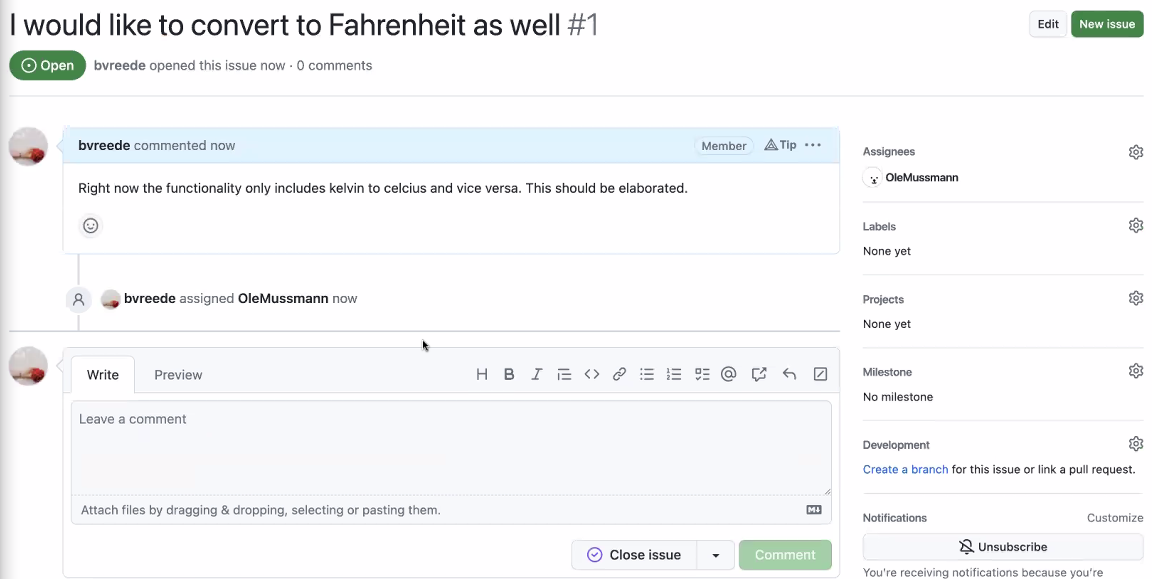 I would like to convert to Fahrenheit as well #1
Edit
New issue
Open
bvreede opened this issue now · 0 comments
bvreede commented now
Member
Tip
Right now the functionality only includes kelvin to celcius and vice versa. This should be elaborated.
bvreede assigned OleMussmann now
Write
Preview
Leave a comment
Attach files by dragging & dropping, selecting or pasting them.
Close issue
Comment
Assignees
OleMussmann
Labels
None yet
Projects
None yet
Milestone
No milestone
Development
Create a branch for this issue or link a pull request.
Notifications
Customize
Unsubscribe
You're receiving notifications because you're